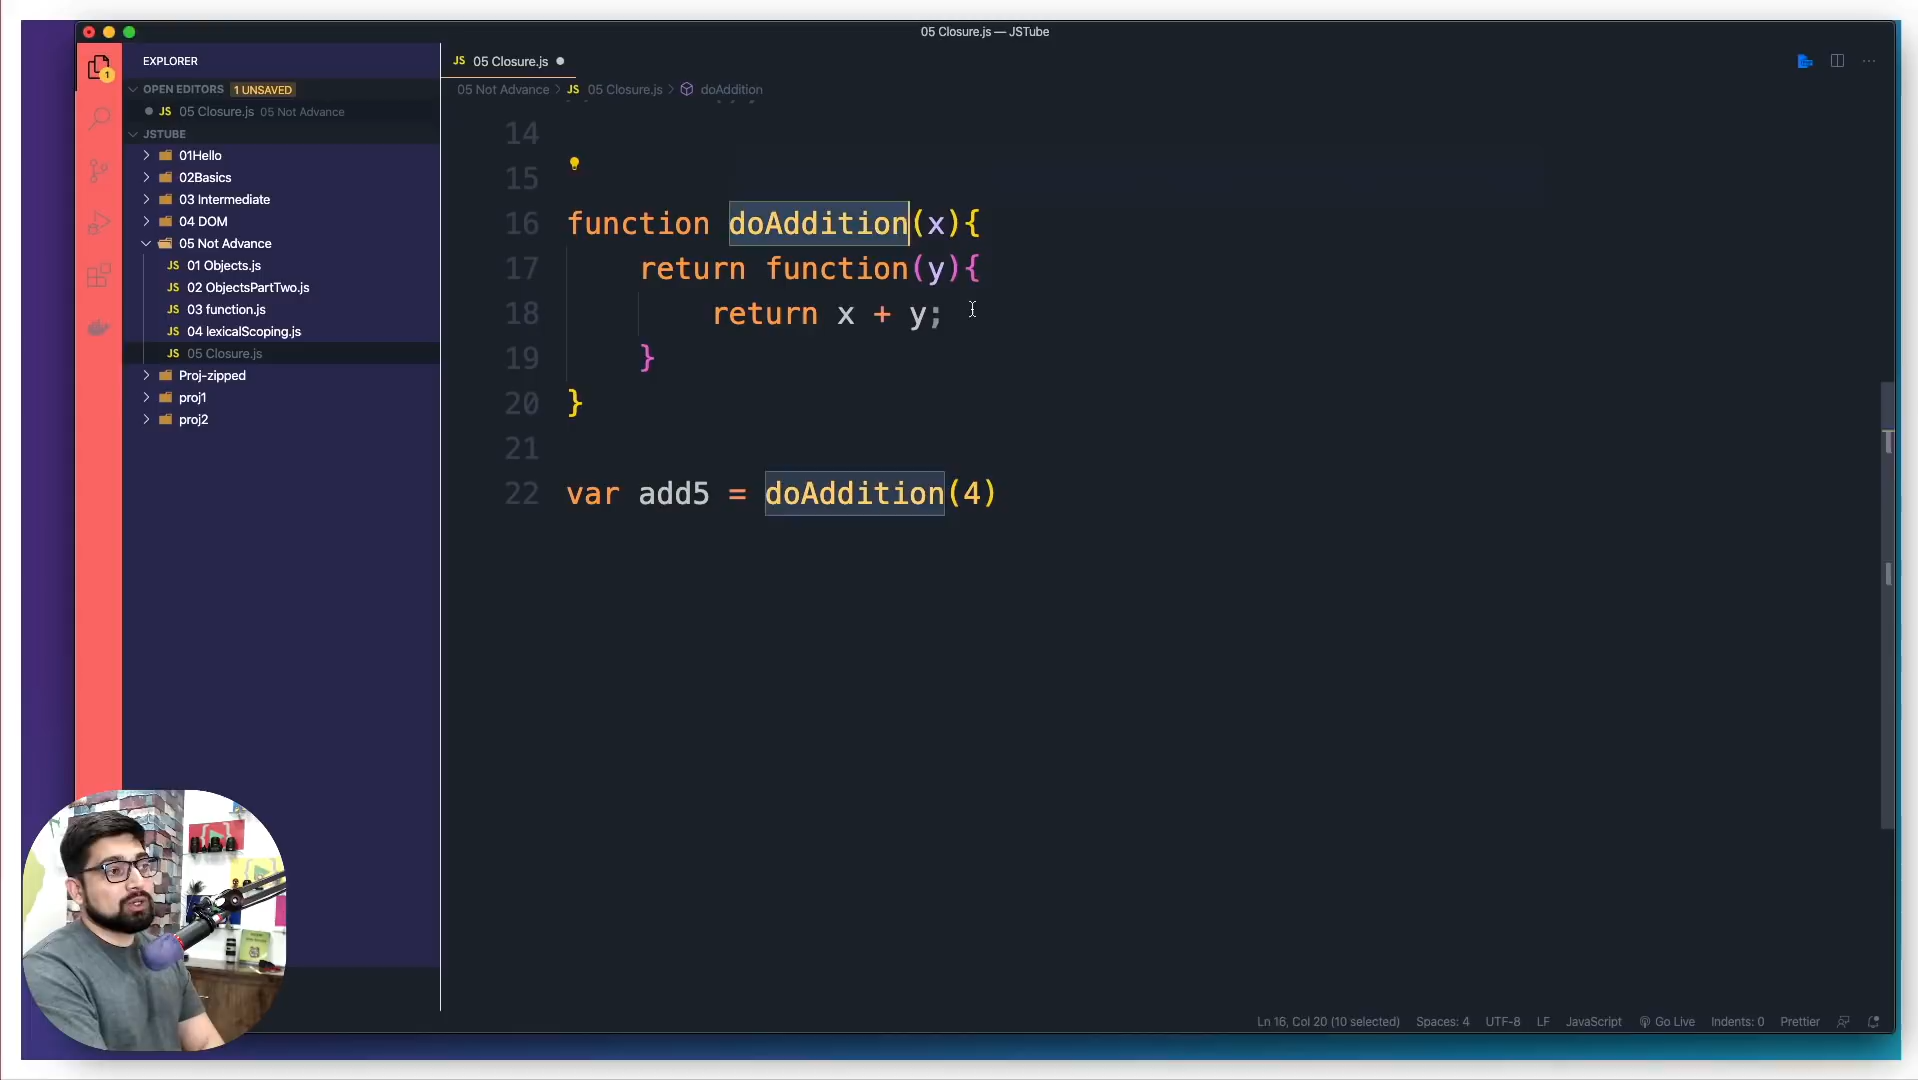 05 Closure.js — JSTube
EXPLORER
OPEN EDITORS 1 UNSAVED
JS 05 Closure.js 05 Not Advance
JSTUBE
01Hello
02Basics
03 Intermediate
04 DOM
05 Not Advance
JS 01 Objects.js
JS 02 ObjectsPartTwo.js
JS 03 function.js
JS 04 lexicalScoping.js
JS 05 Closure.js
Proj-zipped
proj1
proj2
1
JS 05 Closure.js
05 Not Advance > JS 05 Closure.js > doAddition
14
15
16 function doAddition(x){
17 return function(y){
18 return x + y;
19 }
20 }
21
22 var add5 = doAddition(4)
Ln 16, Col 20 (10 selected) Spaces: 4 UTF-8 LF JavaScript Go Live Indents: 0 Prettier